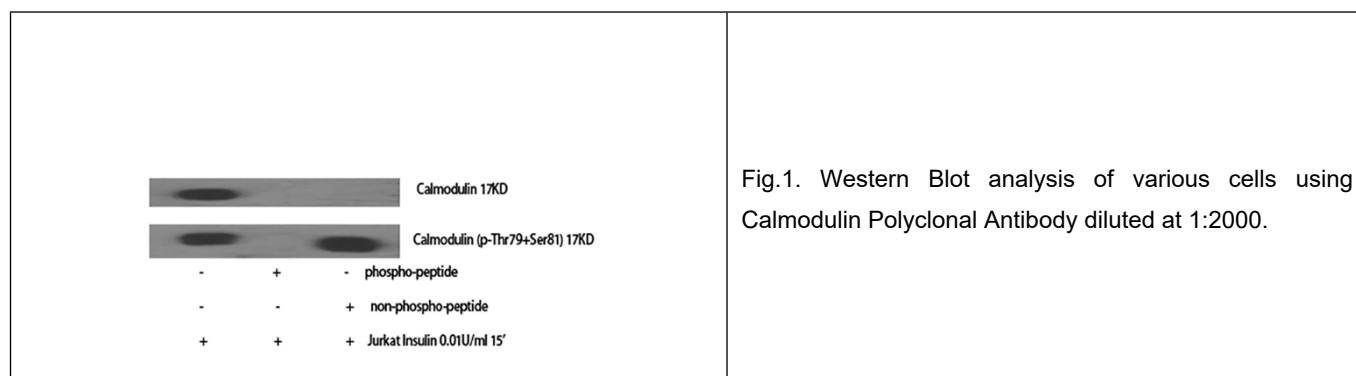 Calmodulin 17KD
Calmodulin (p-Thr79+Ser81) 17KD
- + - phospho-peptide
- - + non-phospho-peptide
+ + + Jurkat Insulin 0.01U/ml 15'
Fig.1. Western Blot analysis of various cells using
Calmodulin Polyclonal Antibody diluted at 1:2000.